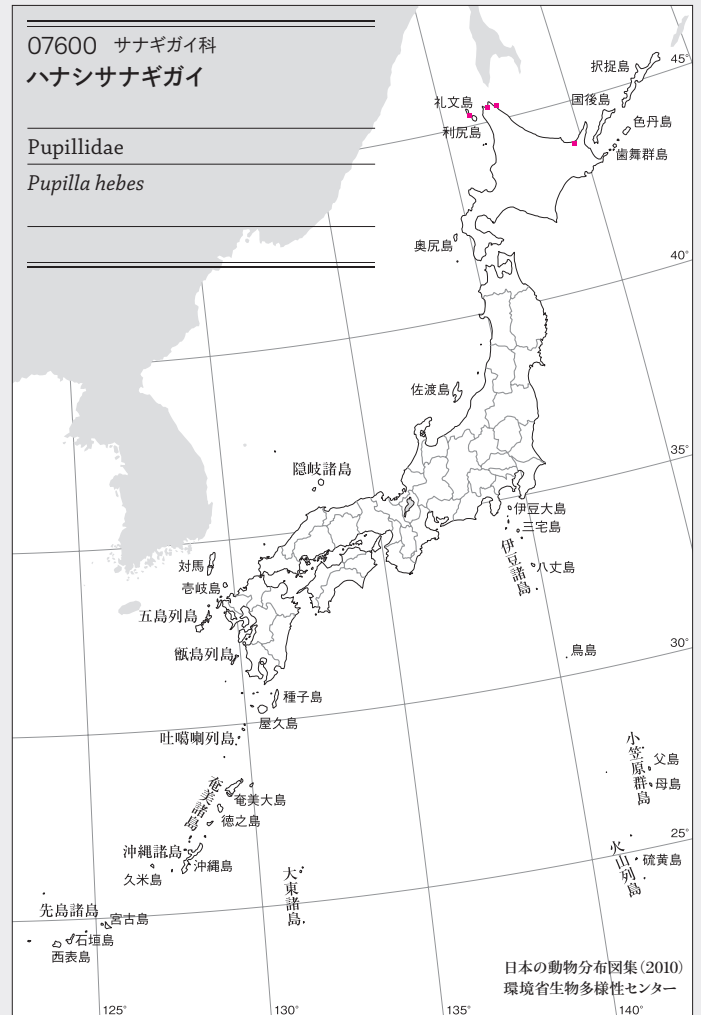 07600 サナギガイ科
ハナシサナギガイ
Pupillidae
Pupilla hebes
択捉島
45°
礼文島
国後島
利尻島
色丹島
歯舞群島
奥尻島
40°
佐渡島
35°
隠岐諸島
伊豆大島
三宅島
伊豆諸島
八丈島
対馬
壱岐島
五島列島
甑島列島
鳥島
30°
種子島
屋久島
吐噶喇列島
小笠原群島
父島
母島
奄美諸島
奄美大島
徳之島
25°
沖縄諸島
沖縄島
久米島
火山列島
硫黄島
大東諸島
先島諸島
宮古島
石垣島
西表島
日本の動物分布図集(2010)
環境省生物多様性センター
125°
130°
135°
140°